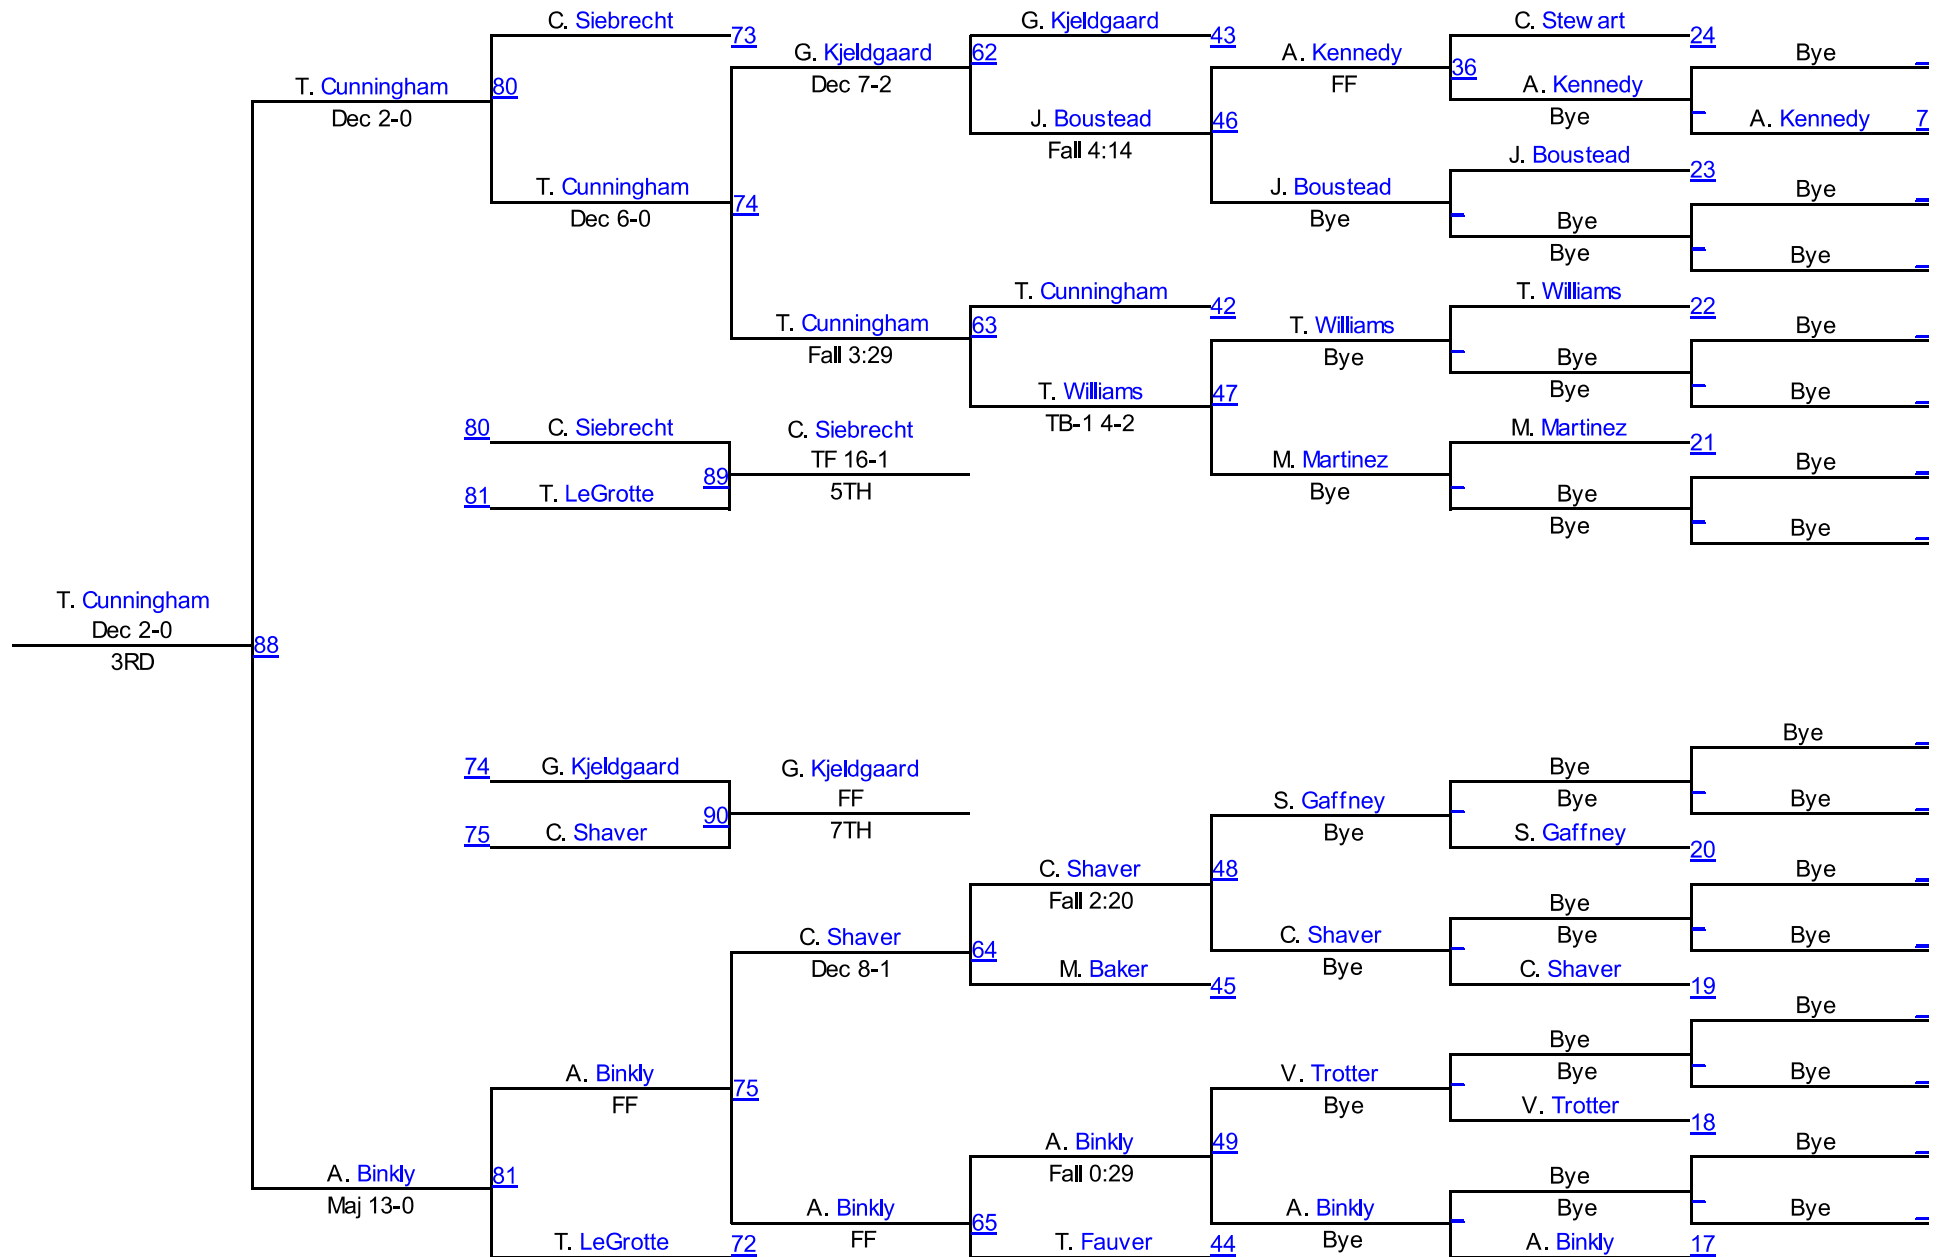 C. Siebrecht
73
G. Kjeldgaard
43
C. Stewart
24
G. Kjeldgaard
62
A. Kennedy
Bye
Dec 7-2
36
FF
T. Cunningham
80
A. Kennedy
Dec 2-0
Bye
J. Boustead
46
A. Kennedy
7
Fall 4:14
J. Boustead
23
T. Cunningham
74
J. Boustead
Bye
Dec 6-0
Bye
Bye
Bye
Bye
T. Cunningham
42
T. Williams
22
T. Cunningham
63
T. Williams
Bye
Fall 3:29
Bye
Bye
Bye
T. Williams
47
Bye
TB-1 4-2
80
C. Siebrecht
C. Siebrecht
M. Martinez
21
TF 16-1
M. Martinez
Bye
81
T. LeGrotte
89
5TH
Bye
Bye
Bye
Bye
T. Cunningham
Dec 2-0
88
3RD
Bye
74
G. Kjeldgaard
G. Kjeldgaard
Bye
FF
S. Gaffney
Bye
Bye
75
C. Shaver
90
7TH
Bye
S. Gaffney
20
C. Shaver
48
Bye
Fall 2:20
Bye
C. Shaver
64
C. Shaver
Bye
Bye
Dec 8-1
M. Baker
45
Bye
C. Shaver
19
Bye
Bye
A. Binkly
75
V. Trotter
Bye
Bye
FF
Bye
V. Trotter
18
A. Binkly
49
Bye
Fall 0:29
A. Binkly
81
Bye
Maj 13-0
A. Binkly
65
A. Binkly
Bye
Bye
T. LeGrotte
72
FF
T. Fauver
44
Bye
A. Binkly
17